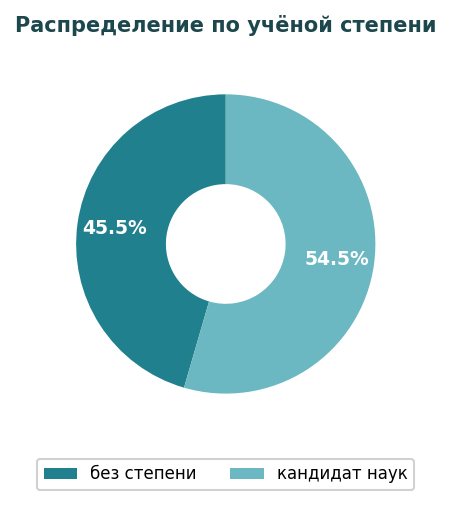 Распределение по учёной степени
45.5%
54.5%
без степени кандидат наук